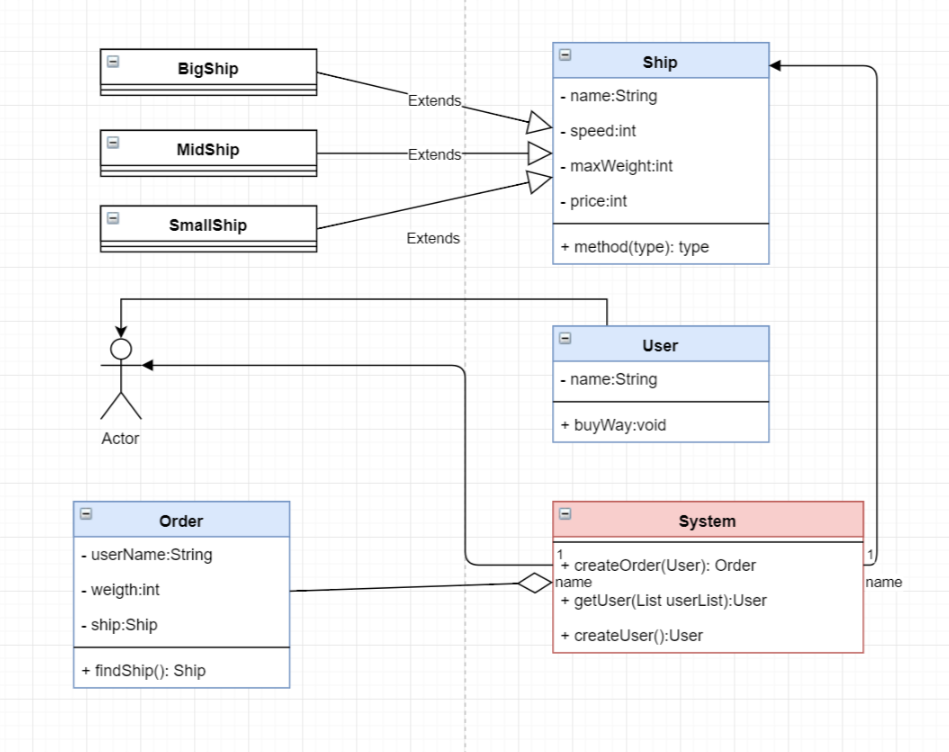 BigShip
Extends
MidShip
Extends
SmallShip
Extends
Ship
- name:String
- speed:int
- maxWeight:int
- price:int
+ method(type): type
Actor
User
- name:String
+ buyWay:void
Order
- userName:String
- weigth:int
- ship:Ship
+ findShip(): Ship
System
1
+ createOrder(User): Order
1
name
name
+ getUser(List userList):User
+ createUser():User